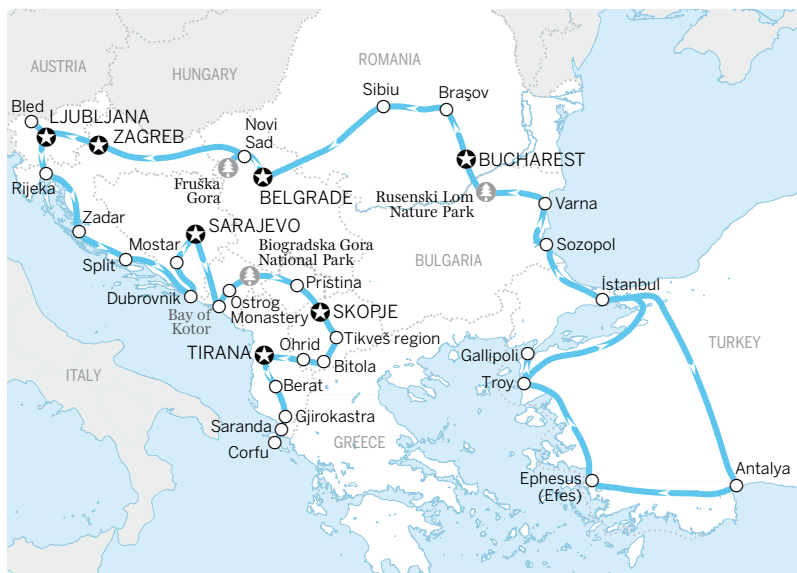 ROMANIA
AUSTRIA
HUNGARY
Sibiu
Braşov
Bled
LJUBLJANA
ZAGREB
Novi
Sad
BUCHAREST
Fruška
Gora
BELGRADE
Rijeka
Rusenski Lom
Nature Park
Varna
Zadar
SARAJEVO
Mostar
Biogradska Gora
National Park
Sozopol
Split
BULGARIA
Pristina
İstanbul
Dubrovnik
Bay of
Kotor
Ostrog
Monastery
SKOPJE
Tikveš region
TURKEY
TIRANA
Ohrid
Bitola
Gallipoli
Troy
ITALY
Berat
Gjirokastra
Saranda
Corfu
GREECE
Ephesus
(Efes)
Antalya